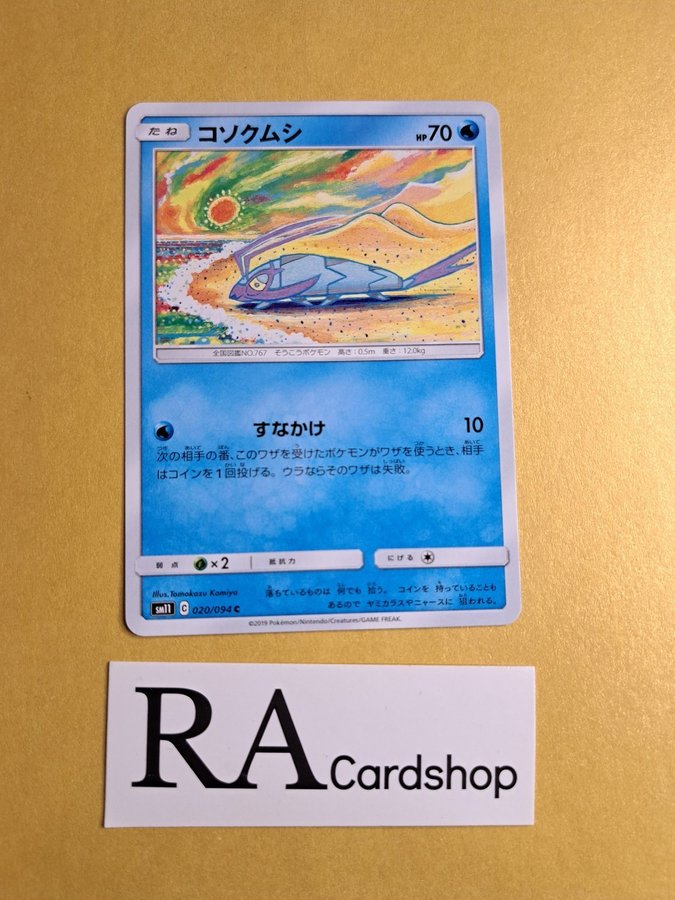 たね コソクムシ HP70
全国図鑑NO.767 そうこうポケモン 高さ:0.5m 重さ:12.0kg
すなかけ 10
次の相手の番、このワザを受けたポケモンがワザを使うとき、相手
はコインを1回投げる。ウラならそのワザは失敗。
弱点 ×2 抵抗力 にげる
Illus.Tomokazu Komiya
落ちているものは 何でも 拾う。 コインを 持っていることも
あるので ヤミカラスやニャースに 狙われる。
sm11 C 020/094 C
©2019 Pokémon/Nintendo/Creatures/GAME FREAK.
RA Cardshop